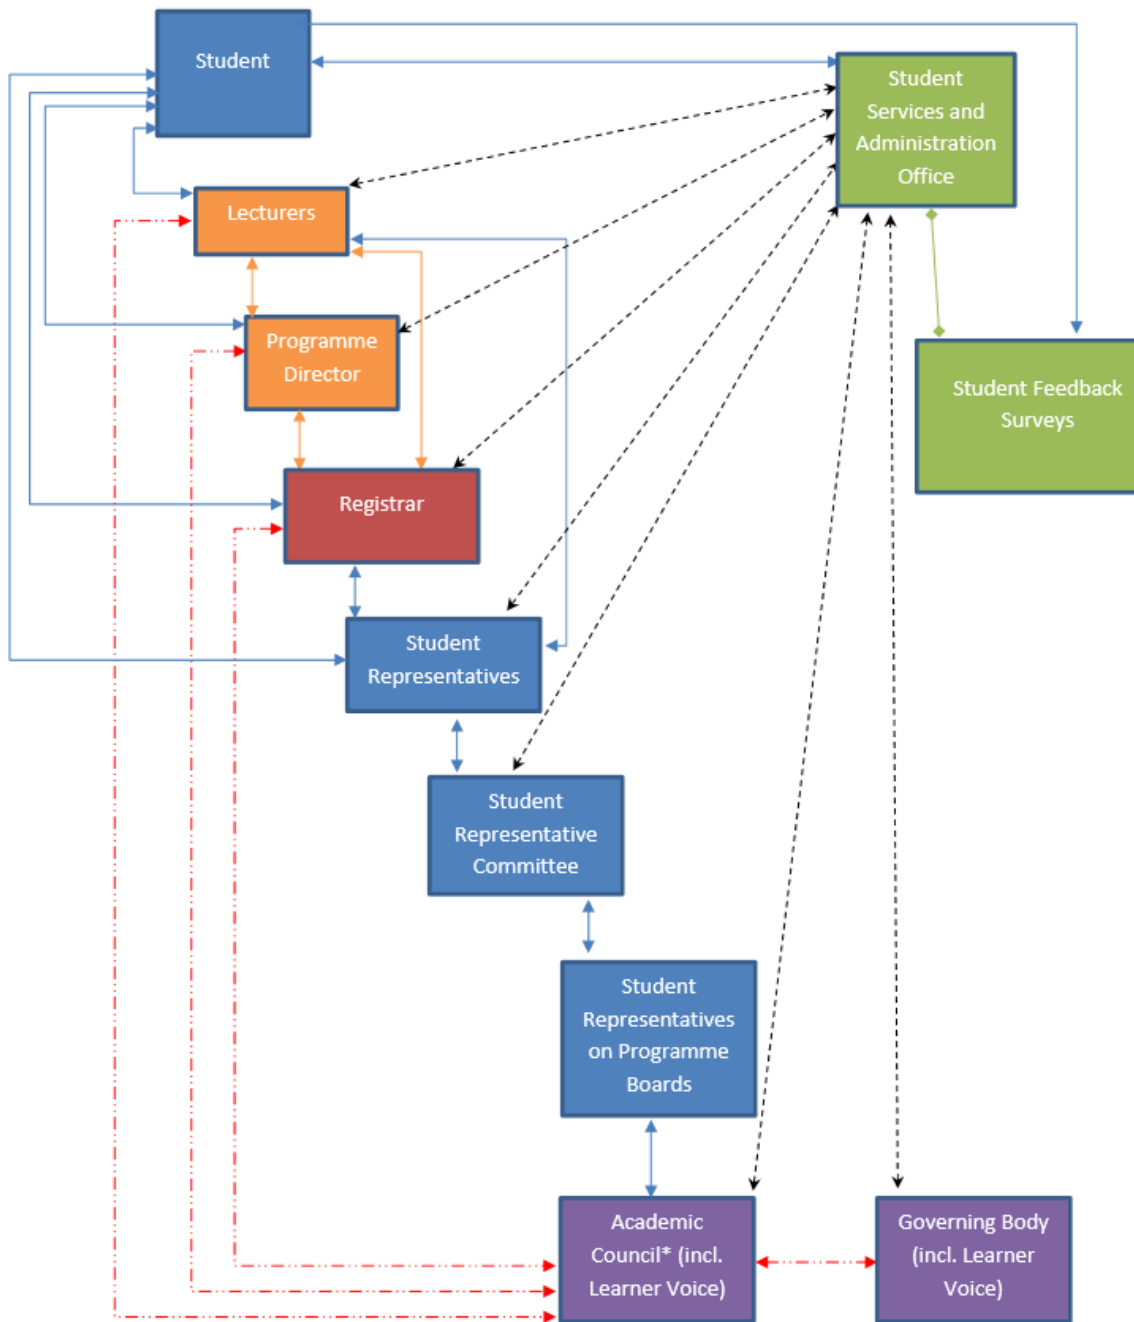 Student
Student
Services and
Administration
Office
Lecturers
Programme
Director
Student Feedback
Surveys
Registrar
Student
Representatives
Student
Representative
Committee
Student
Representatives
on Programme
Boards
Academic
Council* (incl.
Learner Voice)
Governing Body
(incl. Learner
Voice)